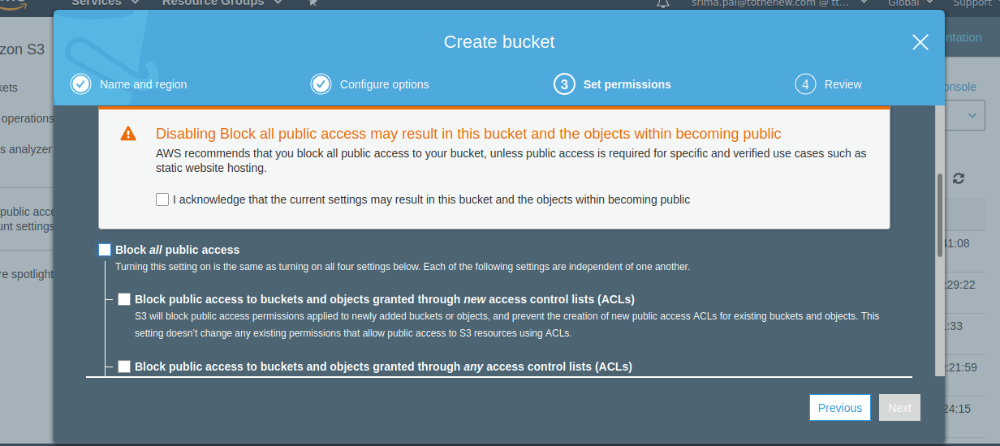 Services
Resource Groups
srima.pal@tothenew.com @ tt...
Global
Support
zon S3
Create bucket
ntation
Name and region
Configure options
3 Set permissions
4 Review
kets
onsole
operations
s analyzer
Disabling Block all public access may result in this bucket and the objects within becoming public
AWS recommends that you block all public access to your bucket, unless public access is required for specific and verified use cases such as
static website hosting.
I acknowledge that the current settings may result in this bucket and the objects within becoming public
public acce
unt settings
Block all public access
Turning this setting on is the same as turning on all four settings below. Each of the following settings are independent of one another.
41:08
re spotlight
:29:22
Block public access to buckets and objects granted through new access control lists (ACLs)
S3 will block public access permissions applied to newly added buckets or objects, and prevent the creation of new public access ACLs for existing buckets and objects. This
setting doesn't change any existing permissions that allow public access to S3 resources using ACLs.
:33
Block public access to buckets and objects granted through any access control lists (ACLs)
:21:59
Previous
Next
24:15